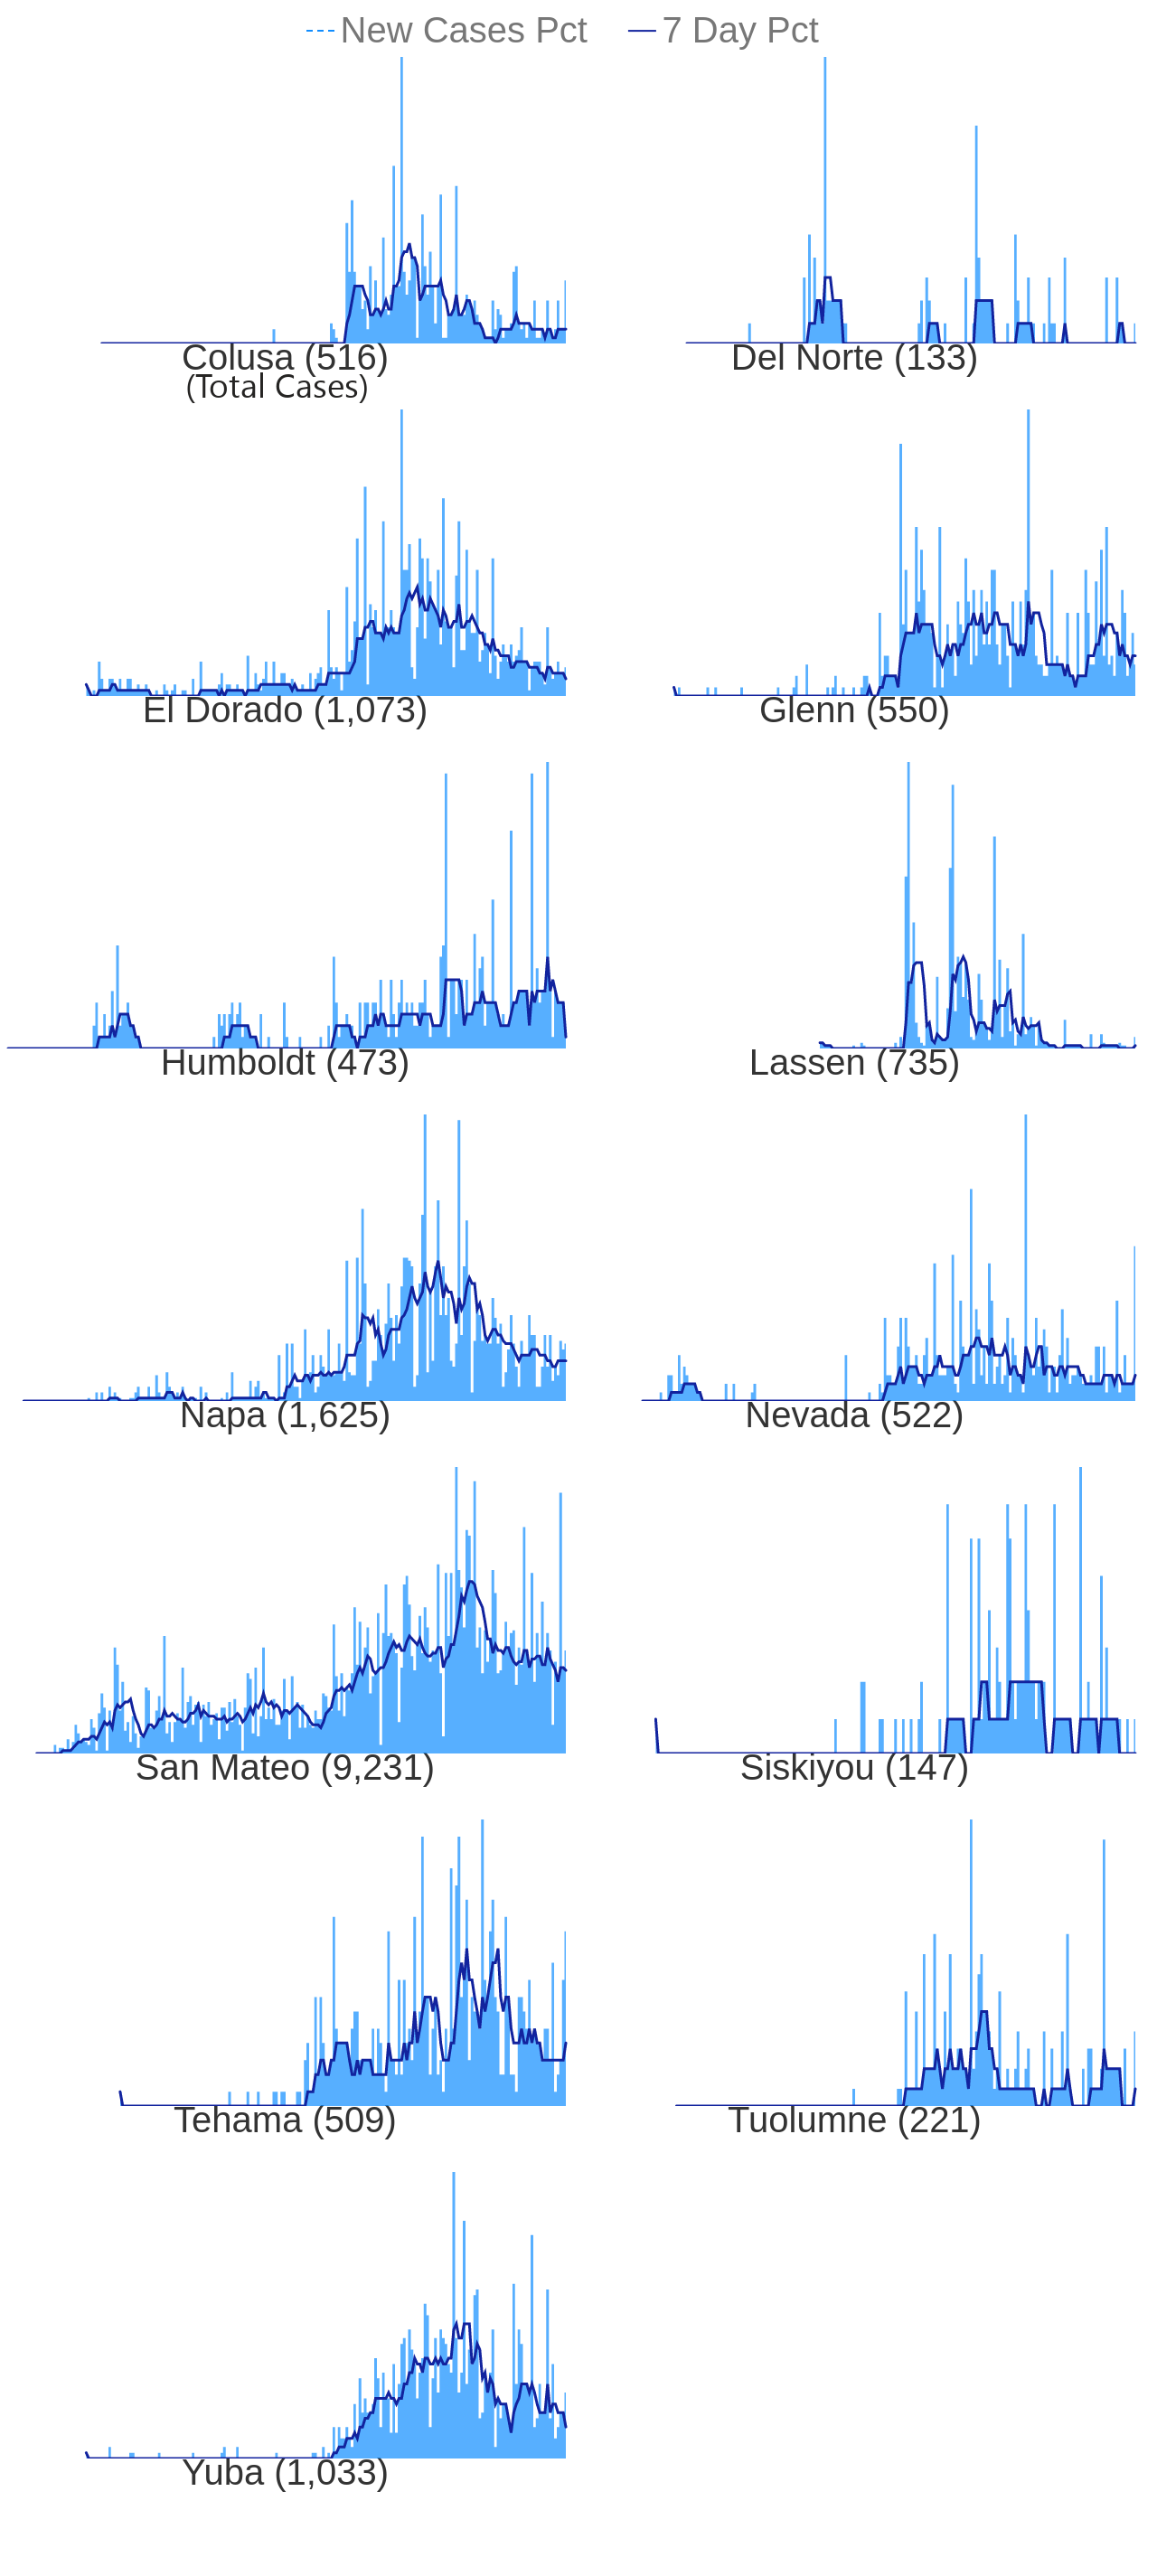 New Cases Pct 7 Day Pct
Colusa (516) Del Norte (133)
(Total Cases)
El Dorado (1,073) Glenn (550)
Humboldt (473) Lassen (735)
Napa (1,625) Nevada (522)
San Mateo (9,231) Siskiyou (147)
Tehama (509) Tuolumne (221)
Yuba (1,033)